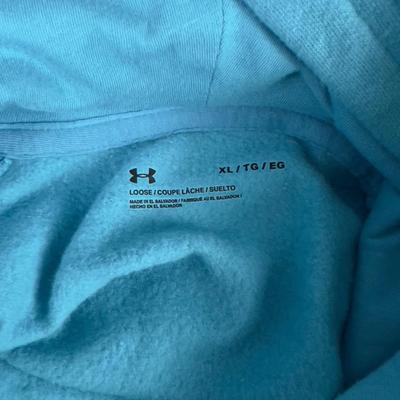 XL / TG / EG
LOOSE / COUPE LÂCHE / SUELTO
MADE IN EL SALVADOR / FABRIQUÉ AU EL SALVADOR /
HECHO EN EL SALVADOR